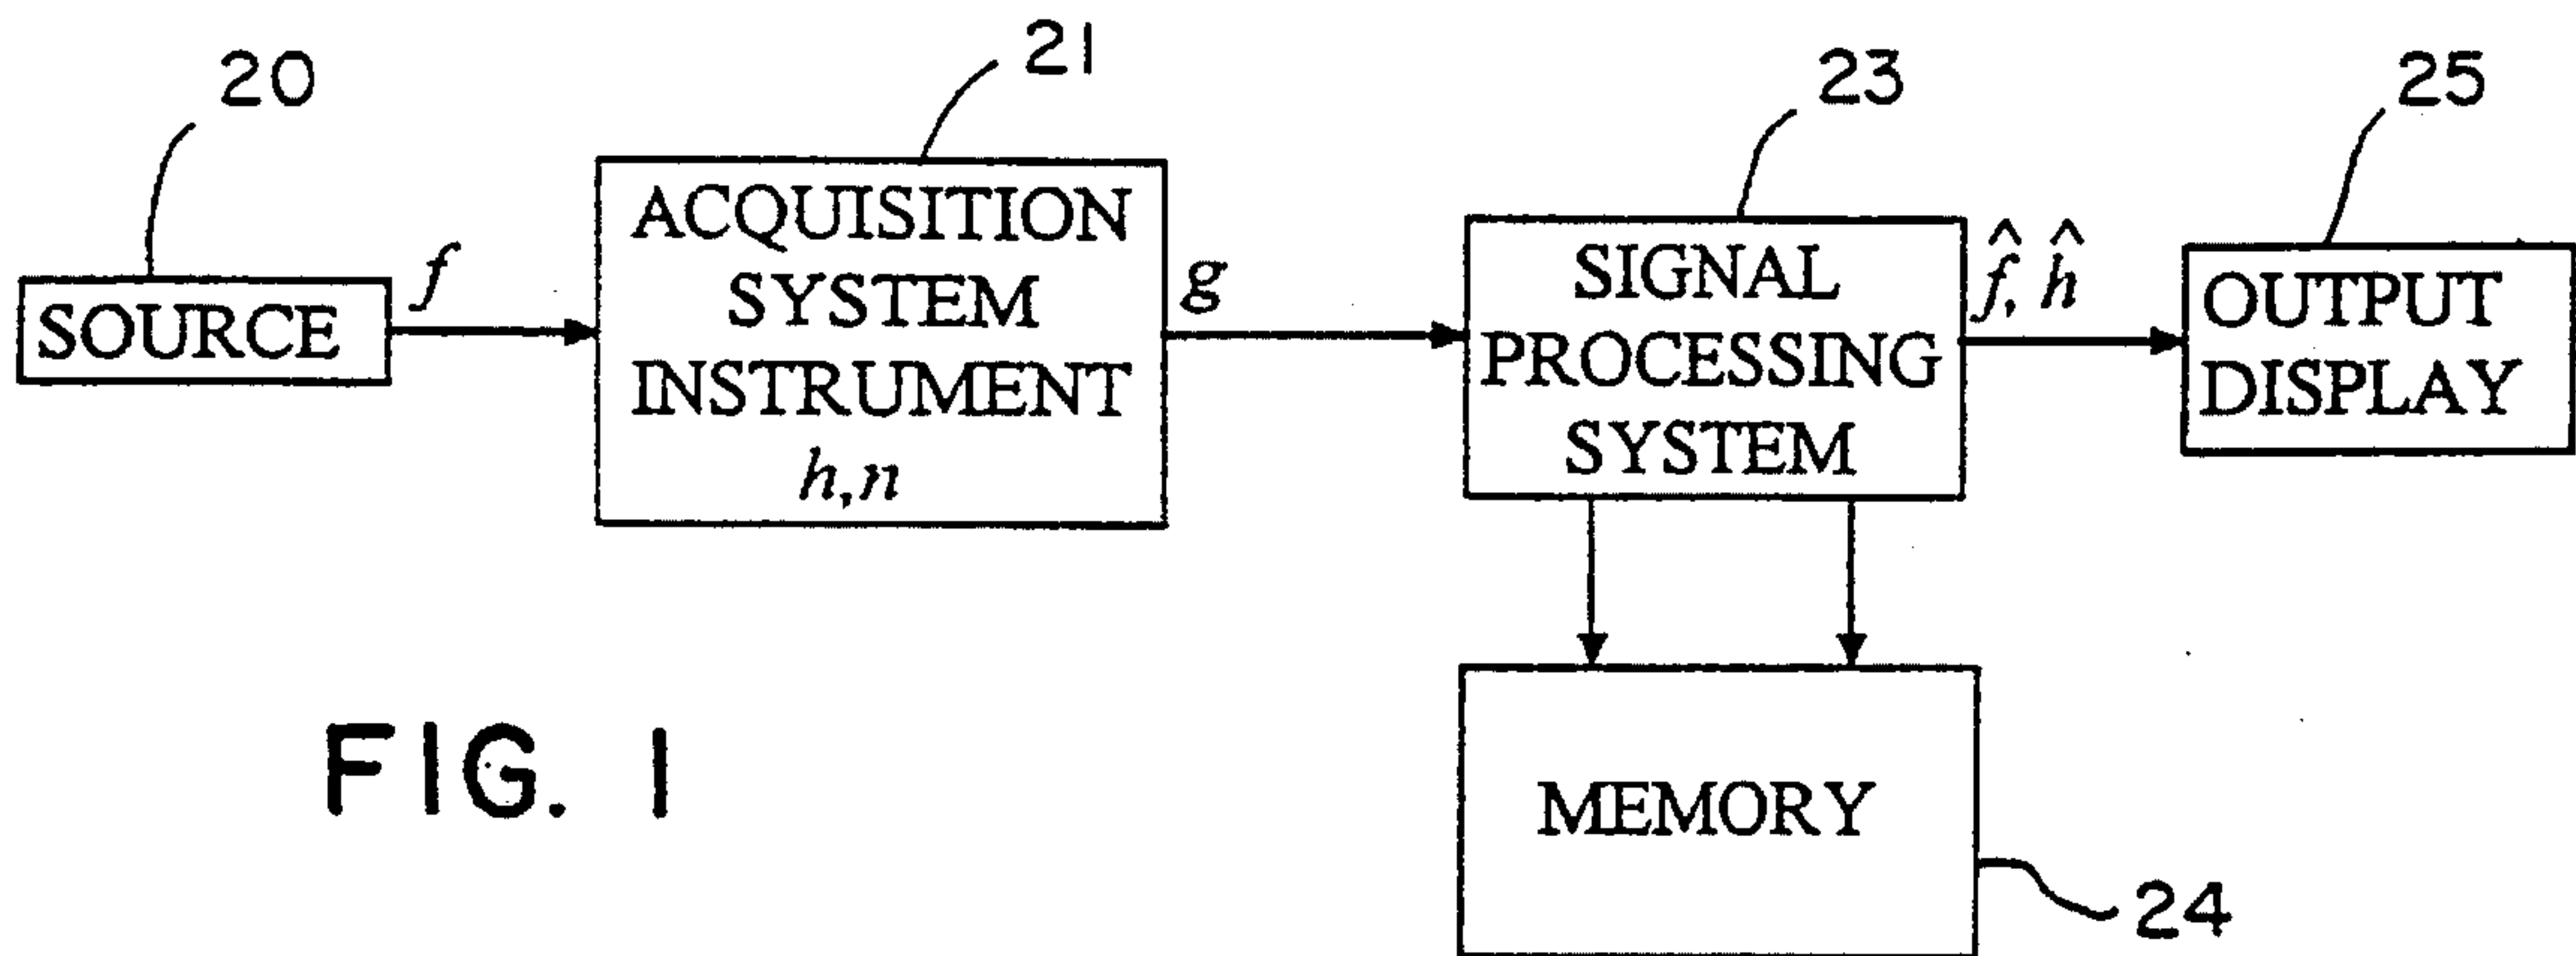 20
21
23
25
SOURCE
f
ACQUISITION
SYSTEM
INSTRUMENT
h,n
g
SIGNAL
PROCESSING
SYSTEM
f̂, ĥ
OUTPUT
DISPLAY
MEMORY
24
FIG. 1